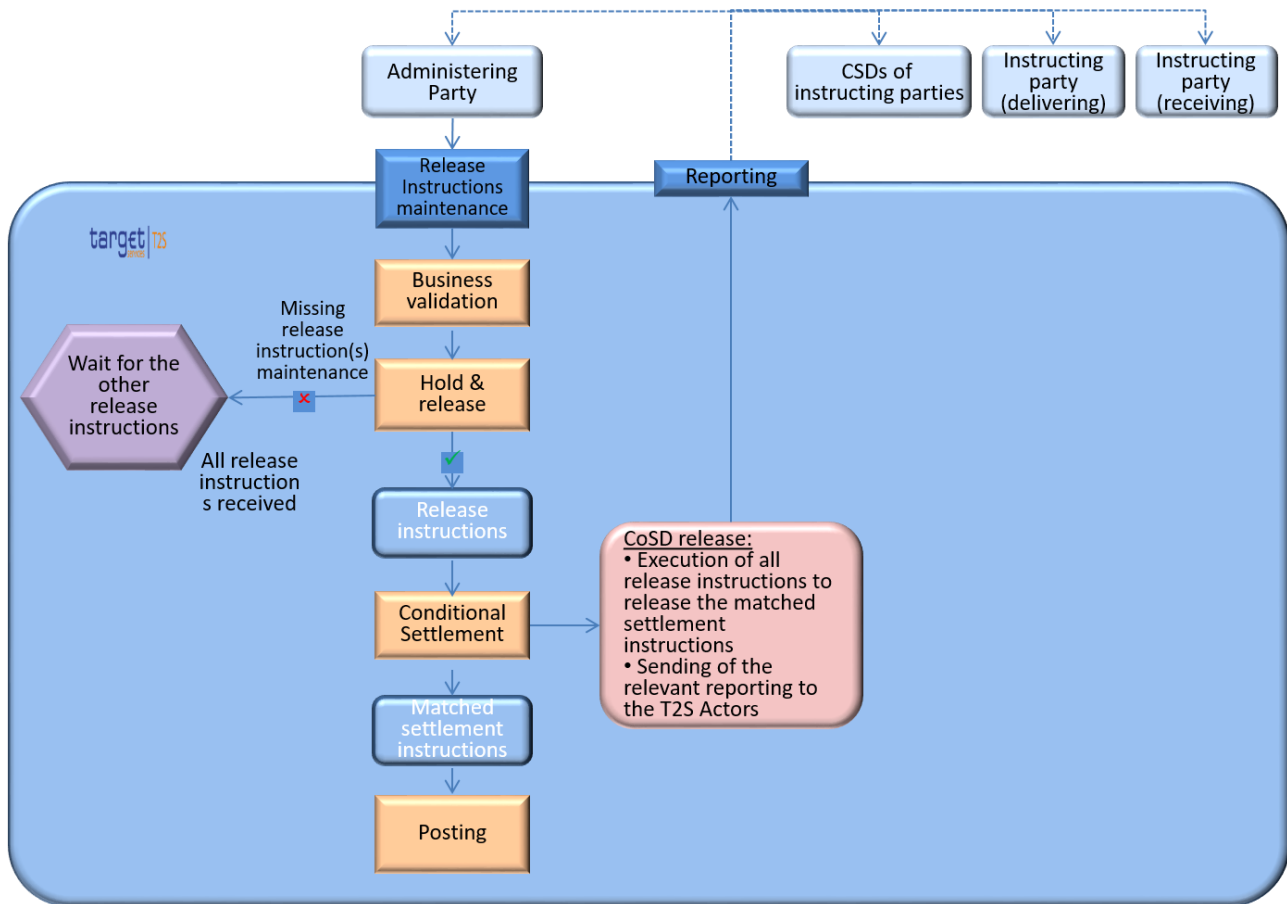 Administering
Party
CSDs of
instructing parties
Instructing
party
(delivering)
Instructing
party
(receiving)
Release
Instructions
maintenance
Reporting
target T2S
SERVICES
Business
validation
Missing
release
instruction(s)
maintenance
Wait for the
other
release
instructions
Hold &
release
All release
instruction
s received
Release
instructions
CoSD release:
• Execution of all
release instructions to
release the matched
settlement
instructions
• Sending of the
relevant reporting to
the T2S Actors
Conditional
Settlement
Matched
settlement
instructions
Posting